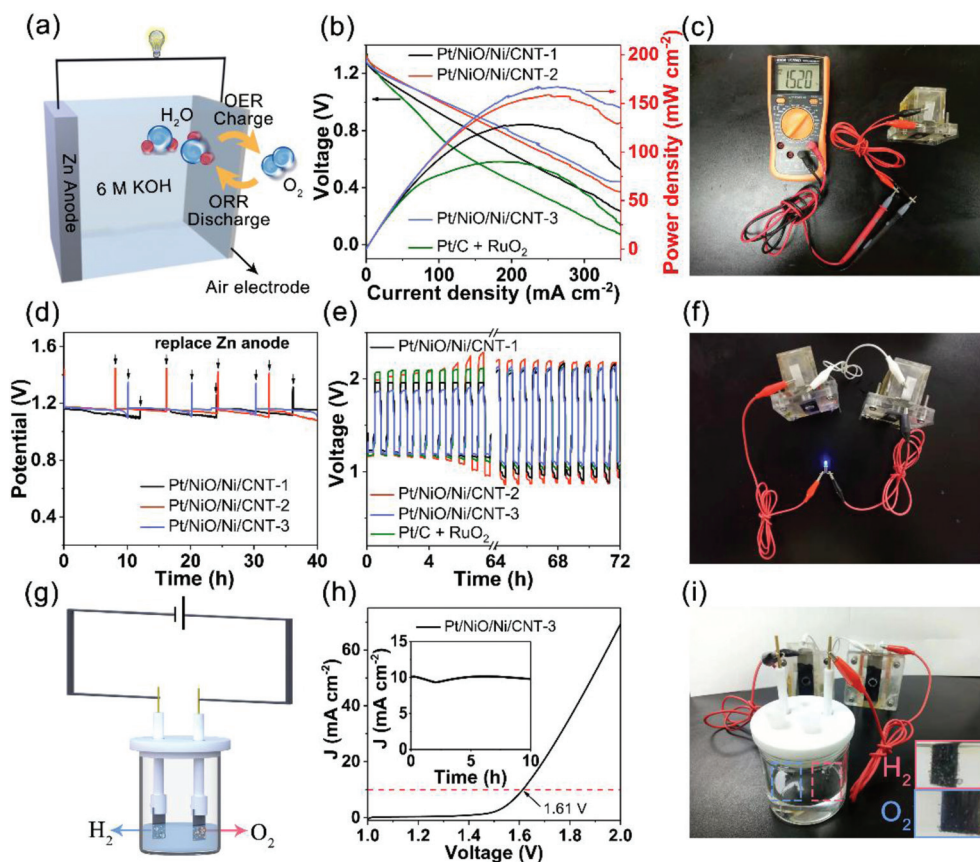 (a)
H2O
OER
Charge
Zn Anode
6 M KOH
O2
ORR
Discharge
Air electrode
(b)
Pt/NiO/Ni/CNT-1
Pt/NiO/Ni/CNT-2
Pt/NiO/Ni/CNT-3
Pt/C + RuO2
Voltage (V)
1.2
0.8
0.4
0.0
0 100 200 300
Current density (mA cm-2)
200
150
100
50
0
Power density (mW cm-2)
(c)
1520
(d)
replace Zn anode
Potential (V)
1.6
1.2
0.8
0.4
Pt/NiO/Ni/CNT-1
Pt/NiO/Ni/CNT-2
Pt/NiO/Ni/CNT-3
0 10 20 30 40
Time (h)
(e)
Pt/NiO/Ni/CNT-1
Voltage (V)
2
1
Pt/NiO/Ni/CNT-2
Pt/NiO/Ni/CNT-3
Pt/C + RuO2
0 4 64 68 72
Time (h)
(f)
(g)
H2
O2
(h)
Pt/NiO/Ni/CNT-3
J (mA cm-2)
60
40
20
0
J (mA cm-2)
15
10
5
0
0 5 10
Time (h)
1.61 V
1.0 1.2 1.4 1.6 1.8 2.0
Voltage (V)
(i)
H2
O2